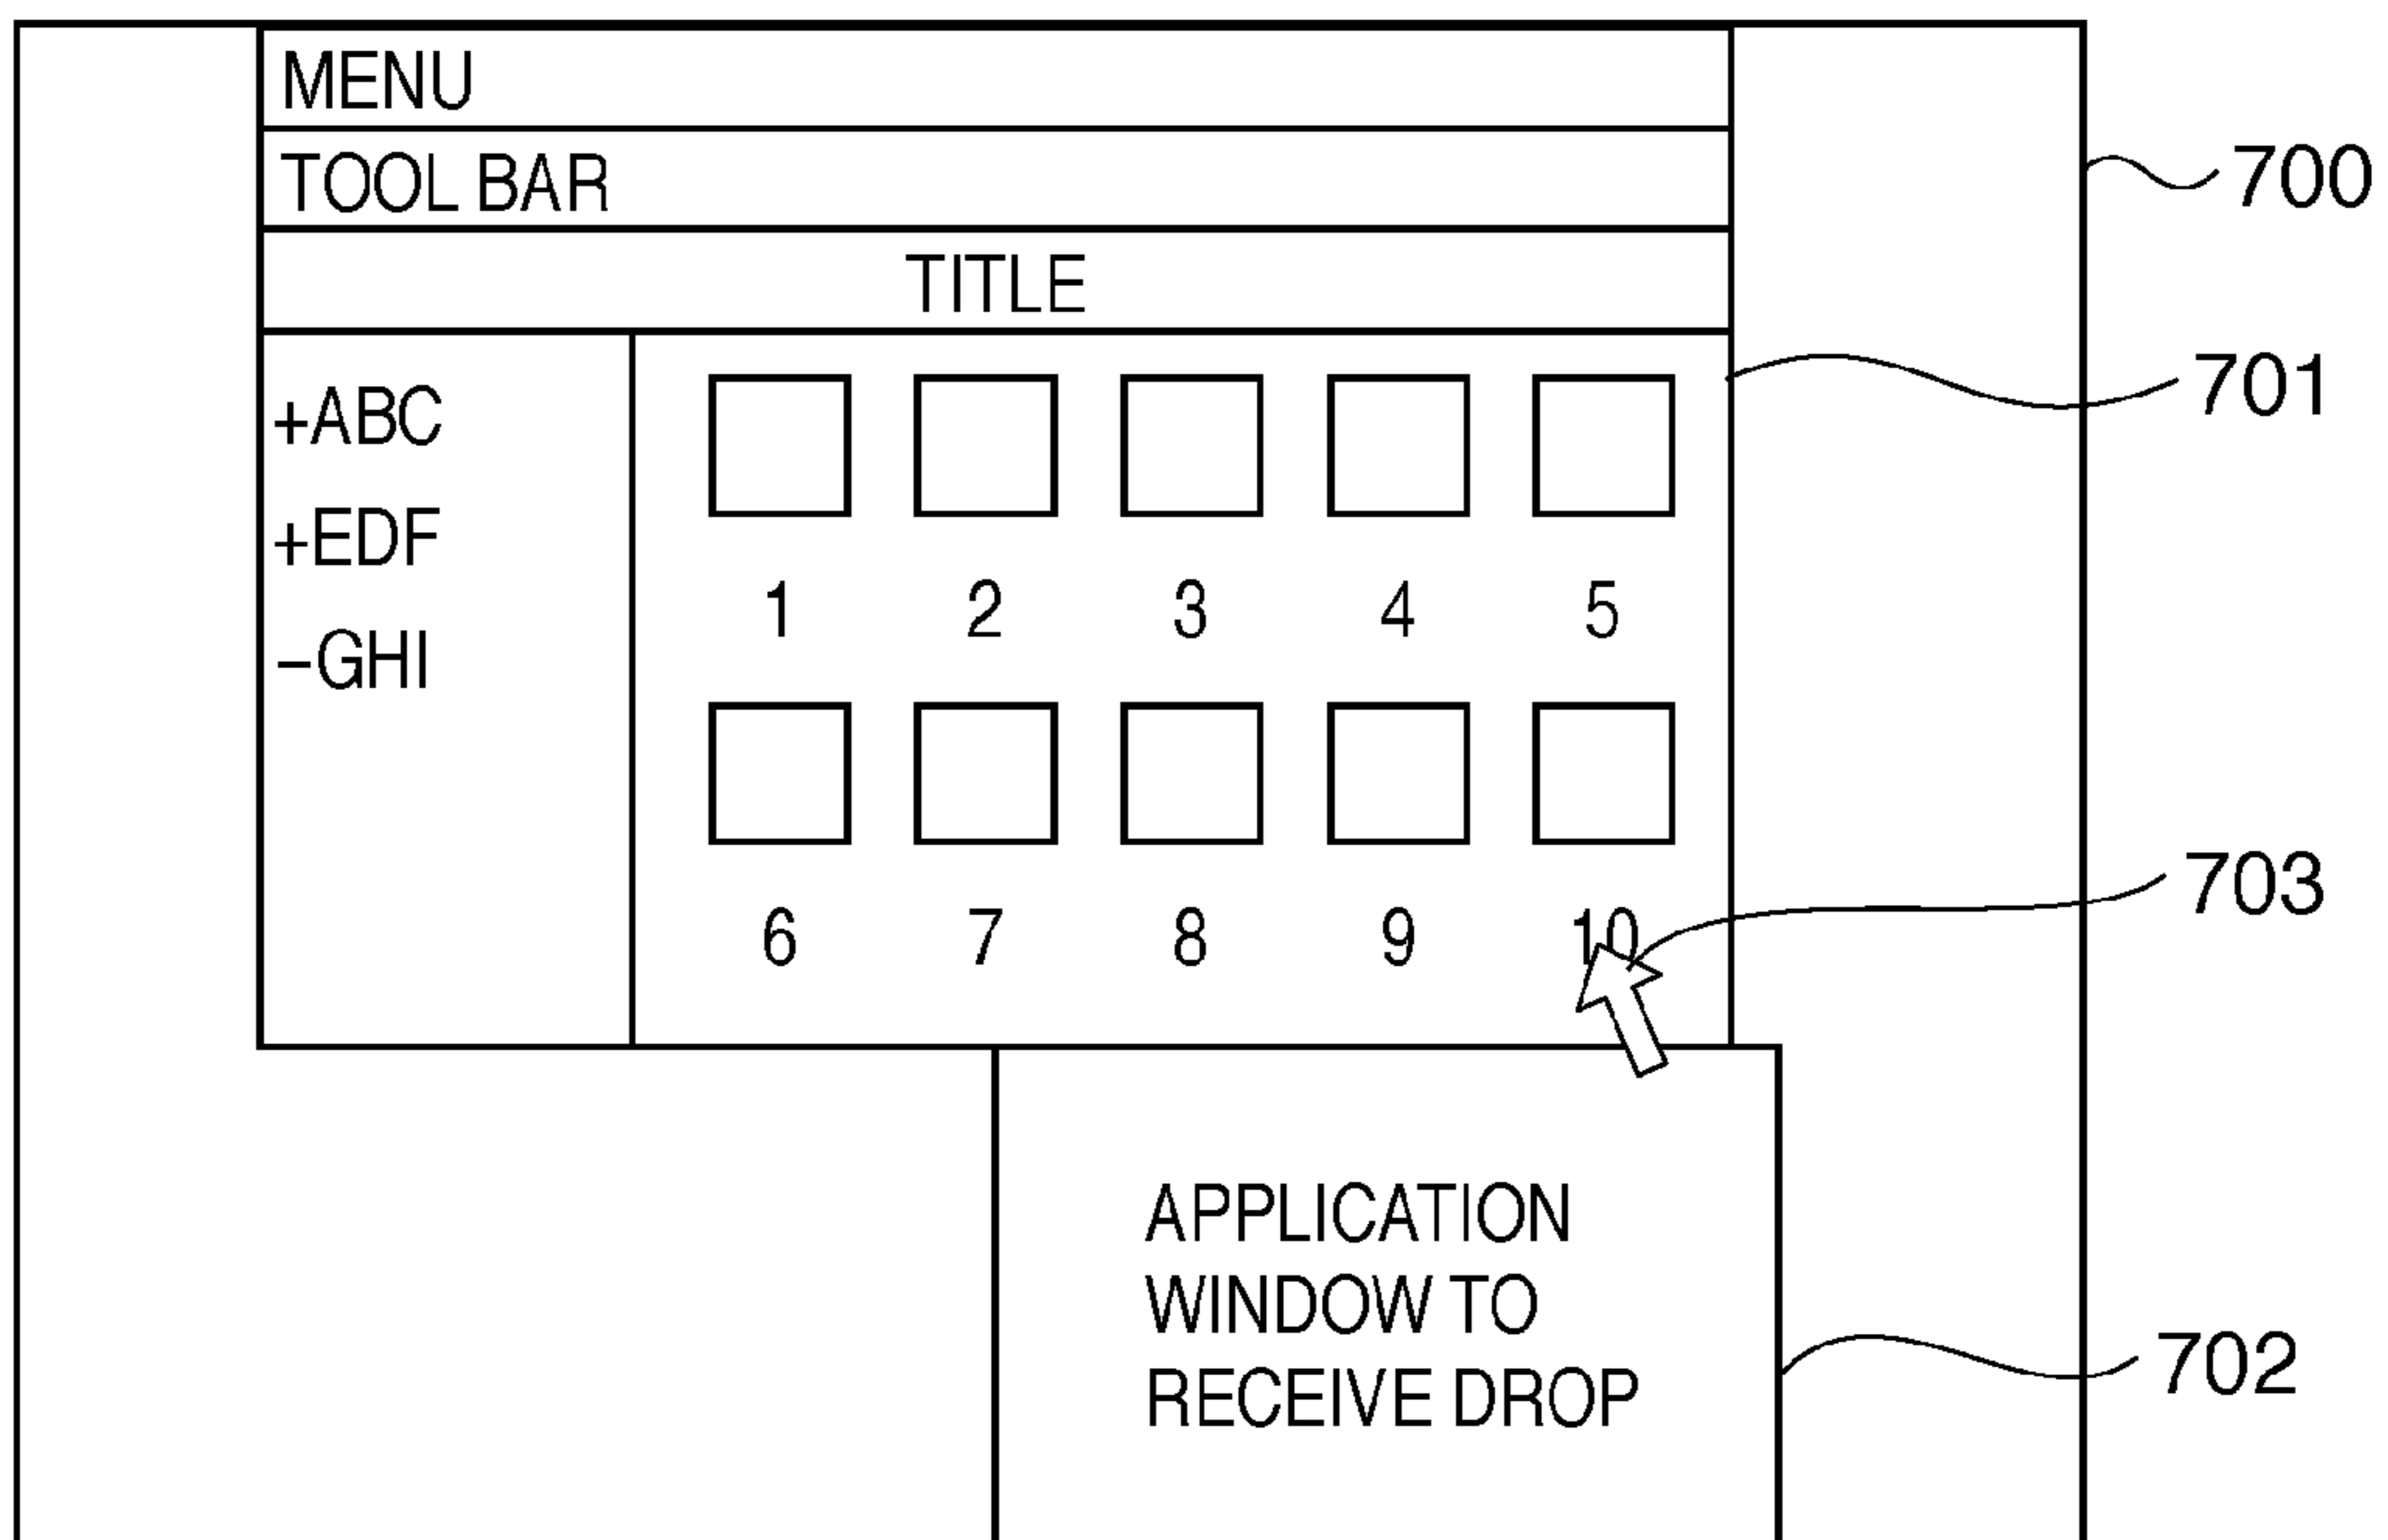 MENU
TOOL BAR
700
TITLE
701
+ABC
+EDF
1 2 3 4 5
−GHI
703
6 7 8 9 10
APPLICATION
WINDOW TO
702
RECEIVE DROP